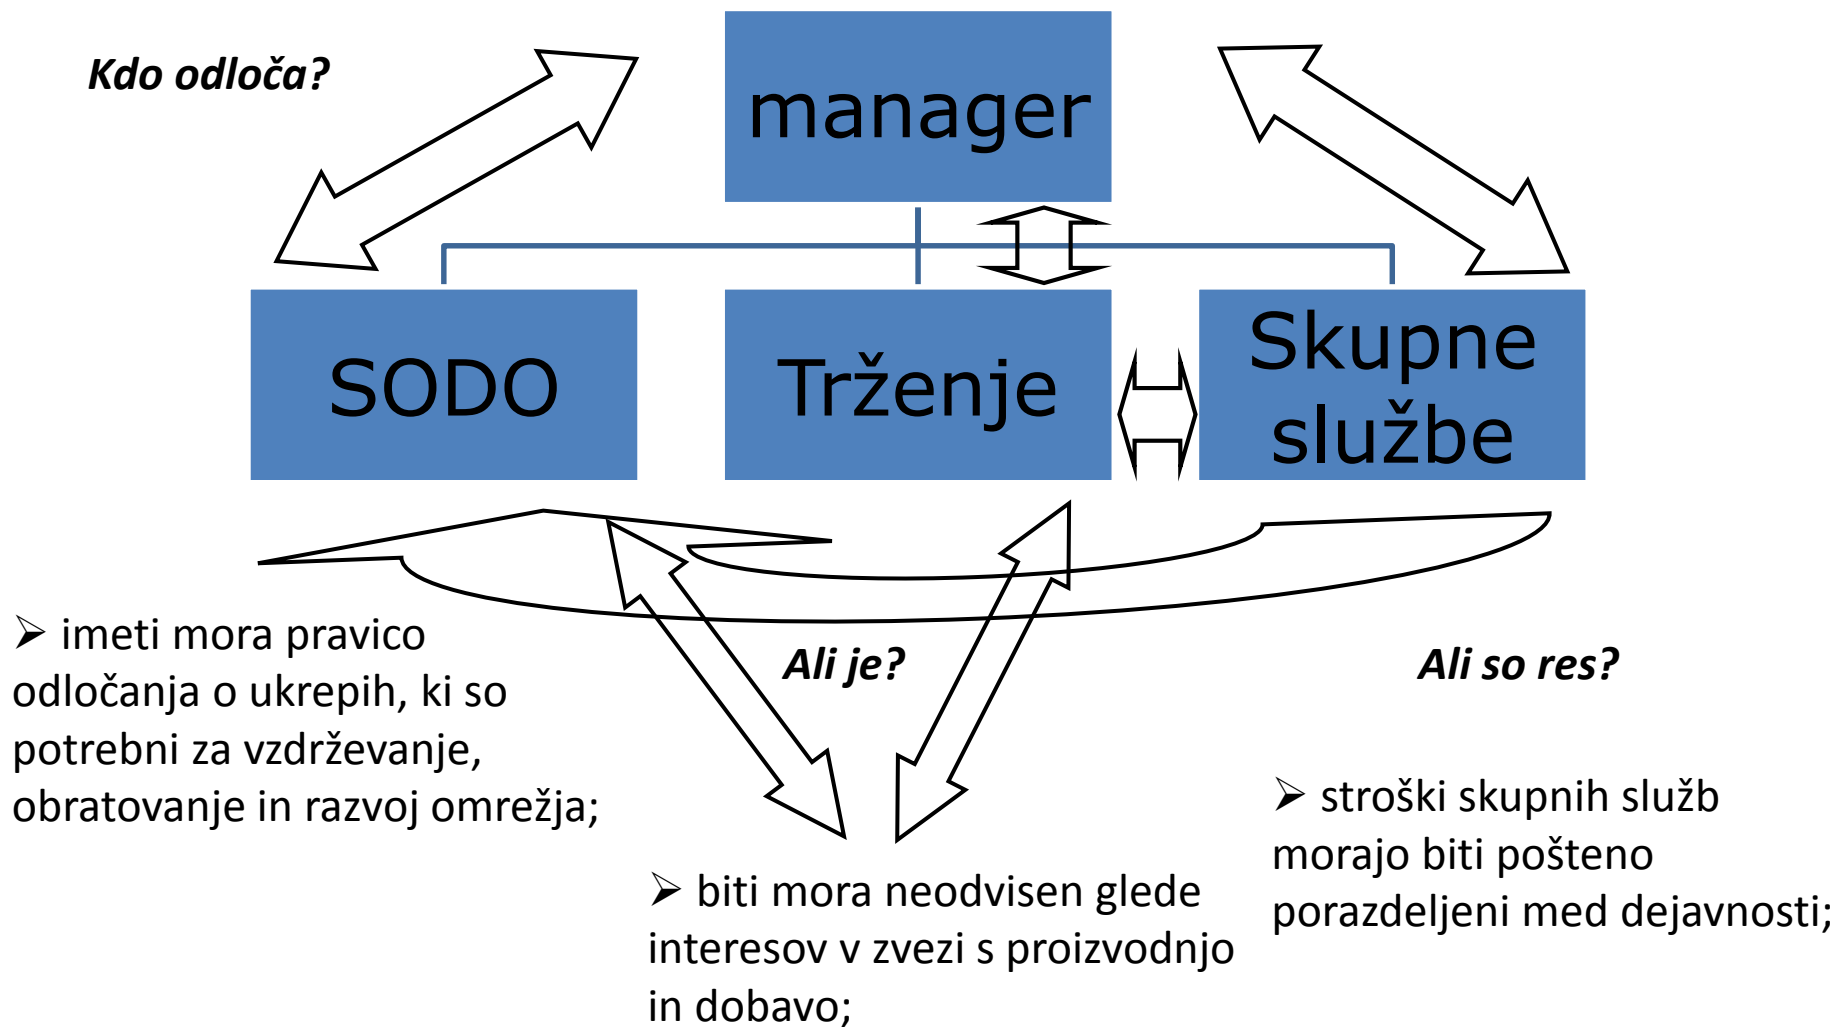 Kdo odloča?
manager
SODO
Trženje
Skupne
službe
➢ imeti mora pravico
odločanja o ukrepih, ki so
potrebni za vzdrževanje,
obratovanje in razvoj omrežja;
Ali je?
➢ biti mora neodvisen glede
interesov v zvezi s proizvodnjo
in dobavo;
Ali so res?
➢ stroški skupnih služb
morajo biti pošteno
porazdeljeni med dejavnosti;